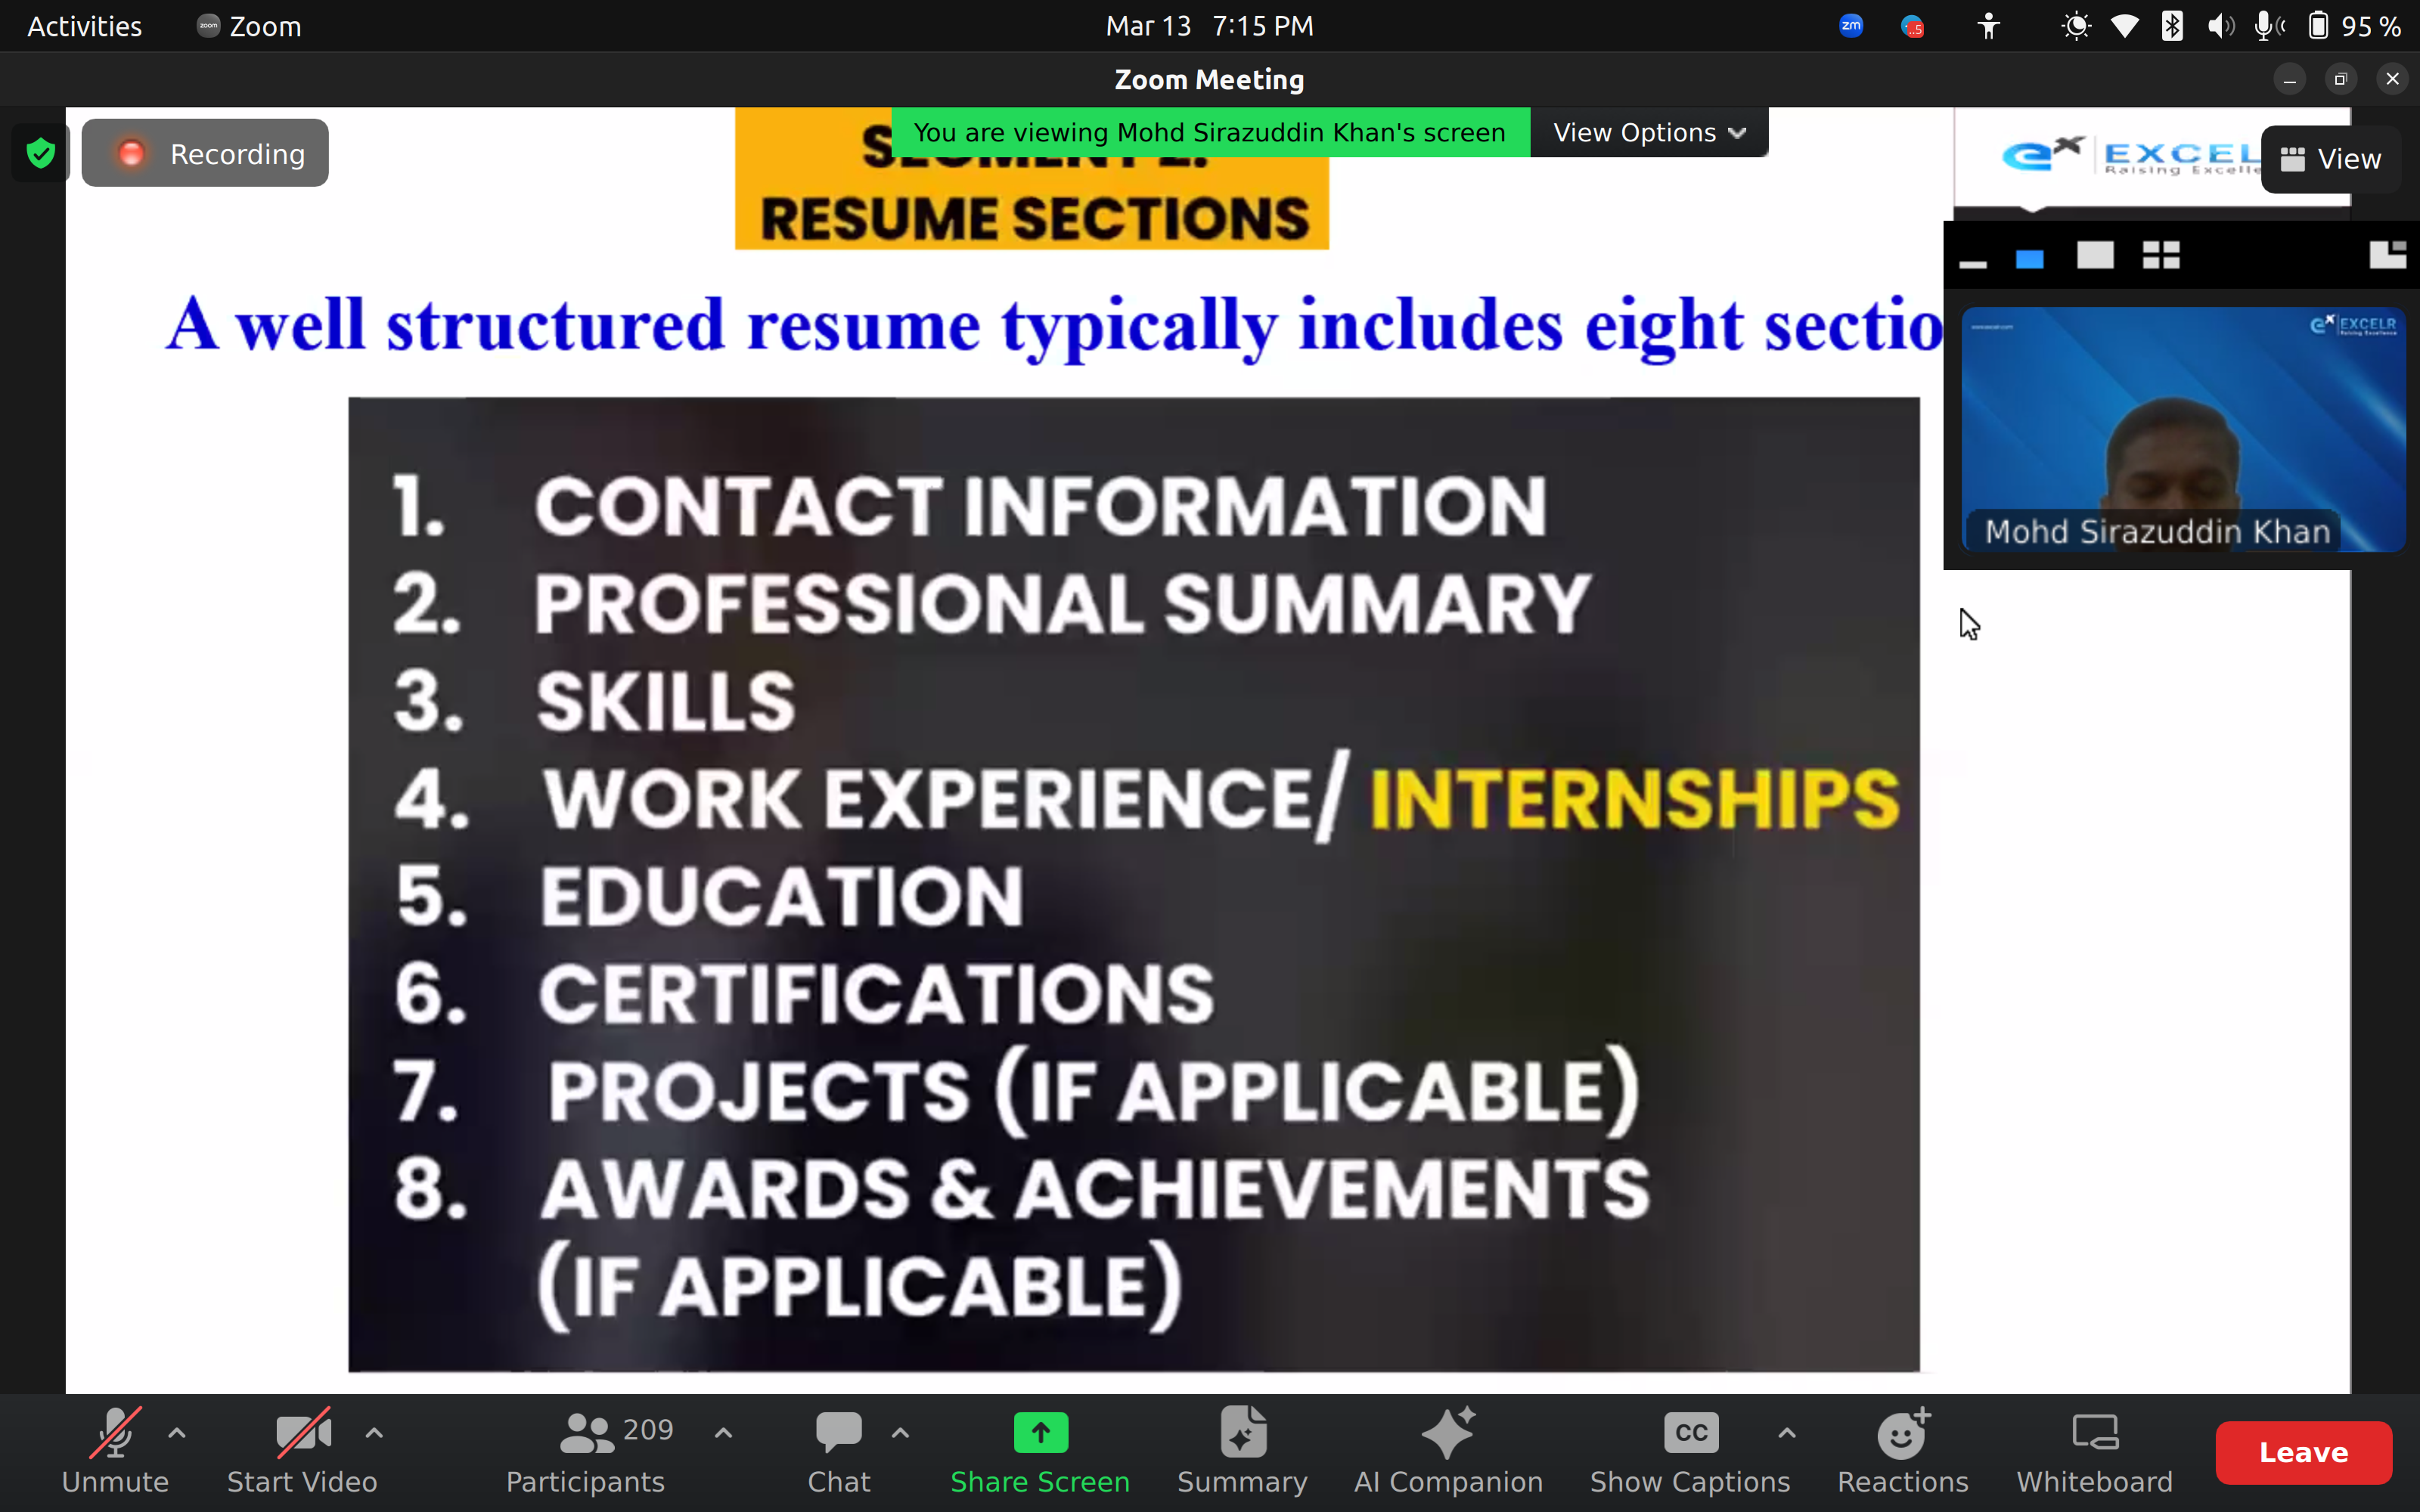 Activities Zoom Mar 13 7:15 PM zm ..5 95 %
Zoom Meeting
Recording
You are viewing Mohd Sirazuddin Khan's screen View Options
View
RESUME SECTIONS
EXCEL
Raising
A well structured resume typically includes eight sectio
EXCELR
Raising Excellence
Mohd Sirazuddin Khan
1. CONTACT INFORMATION
2. PROFESSIONAL SUMMARY
3. SKILLS
4. WORK EXPERIENCE/ INTERNSHIPS
5. EDUCATION
6. CERTIFICATIONS
7. PROJECTS (IF APPLICABLE)
8. AWARDS & ACHIEVEMENTS
(IF APPLICABLE)
209
CC
Unmute Start Video Participants Chat Share Screen Summary AI Companion Show Captions Reactions Whiteboard Leave